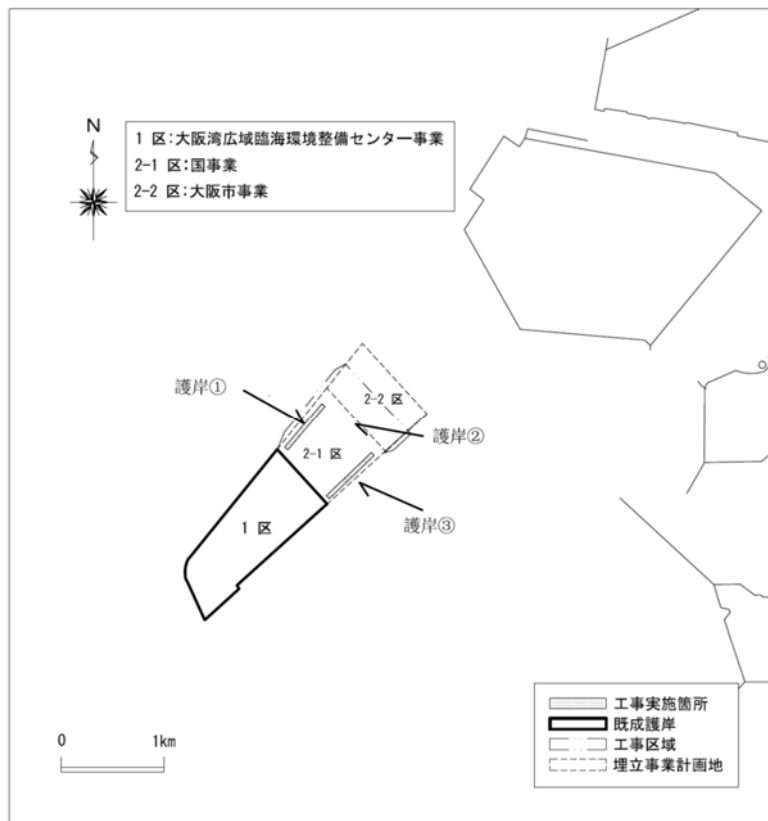 N
1 区:大阪湾広域臨海環境整備センター事業
2-1 区:国事業
2-2 区:大阪市事業
護岸①
2-2 区
護岸②
2-1 区
護岸③
1 区
0 1km
工事実施箇所
既成護岸
工事区域
埋立事業計画地